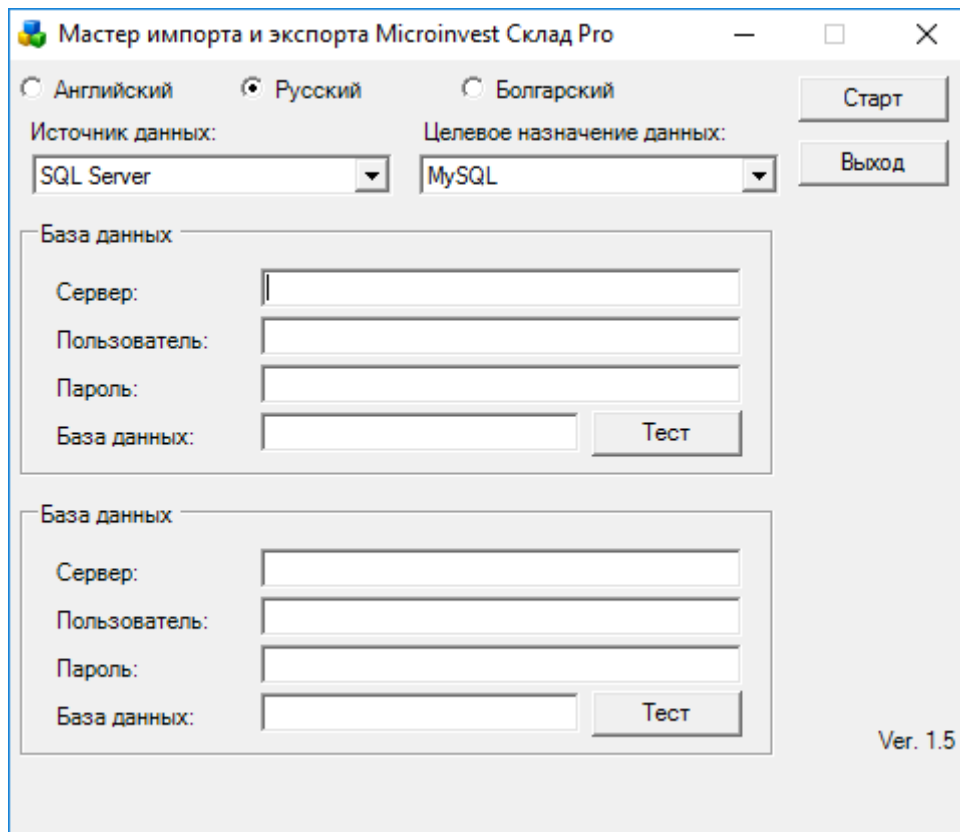 Мастер импорта и экспорта Microinvest Склад Pro
Английский Русский Болгарский Старт
Источник данных: Целевое назначение данных:
SQL Server MySQL Выход
База данных
Сервер:
Пользователь:
Пароль:
База данных: Тест
База данных
Сервер:
Пользователь:
Пароль:
База данных: Тест
Ver. 1.5